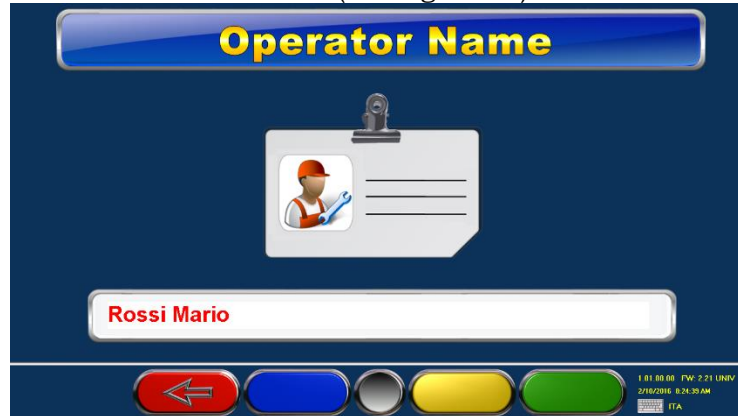 Operator Name
Rossi Mario
1.01.00.00 FW: 2.21 UNIV
2/10/2016 8:24:39 AM
ITA